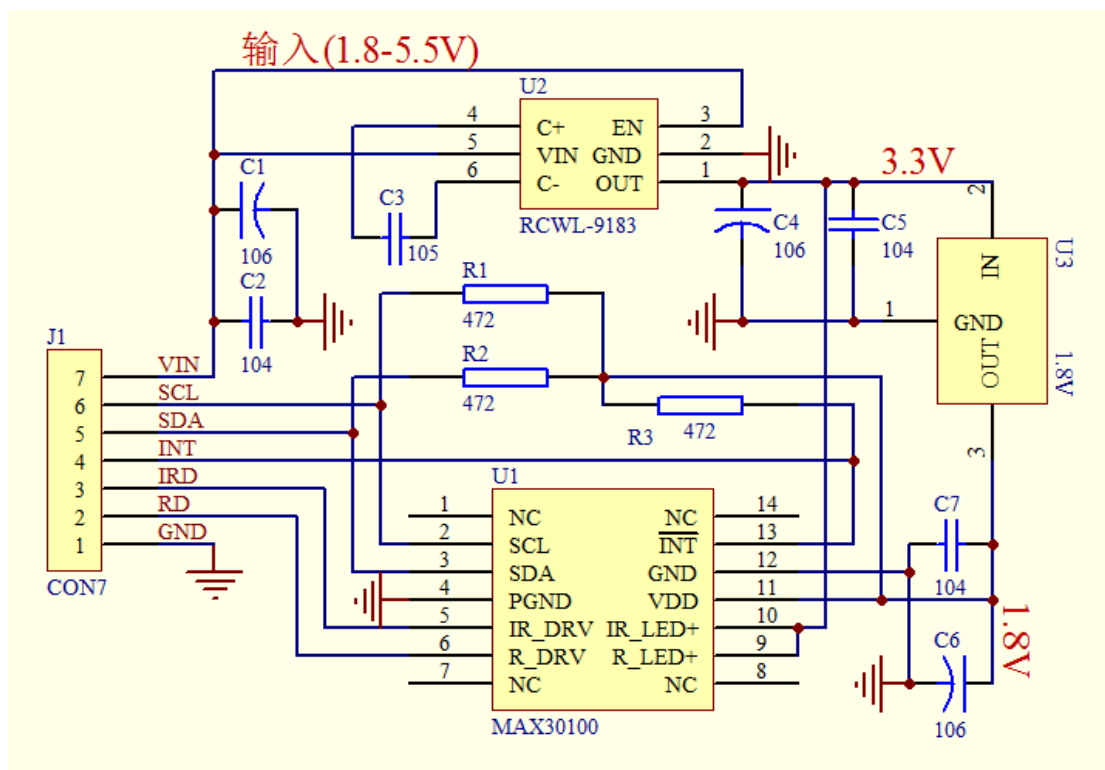 输入(1.8-5.5V)
U2
4 C+ EN 3
5 VIN GND 2
6 C- OUT 1
RCWL-9183
3.3V
C1
106
C2
104
C3
105
C4
106
C5
104
2
U3
IN
1 GND
OUT
1.8V
3
R1
472
R2
472
R3 472
J1
7 VIN
6 SCL
5 SDA
4 INT
3 IRD
2 RD
1 GND
CON7
U1
1 NC NC 14
2 SCL INT 13
3 SDA GND 12
4 PGND VDD 11
5 IR_DRV IR_LED+ 10
6 R_DRV R_LED+ 9
7 NC NC 8
MAX30100
C7
104
1.8V
C6
106